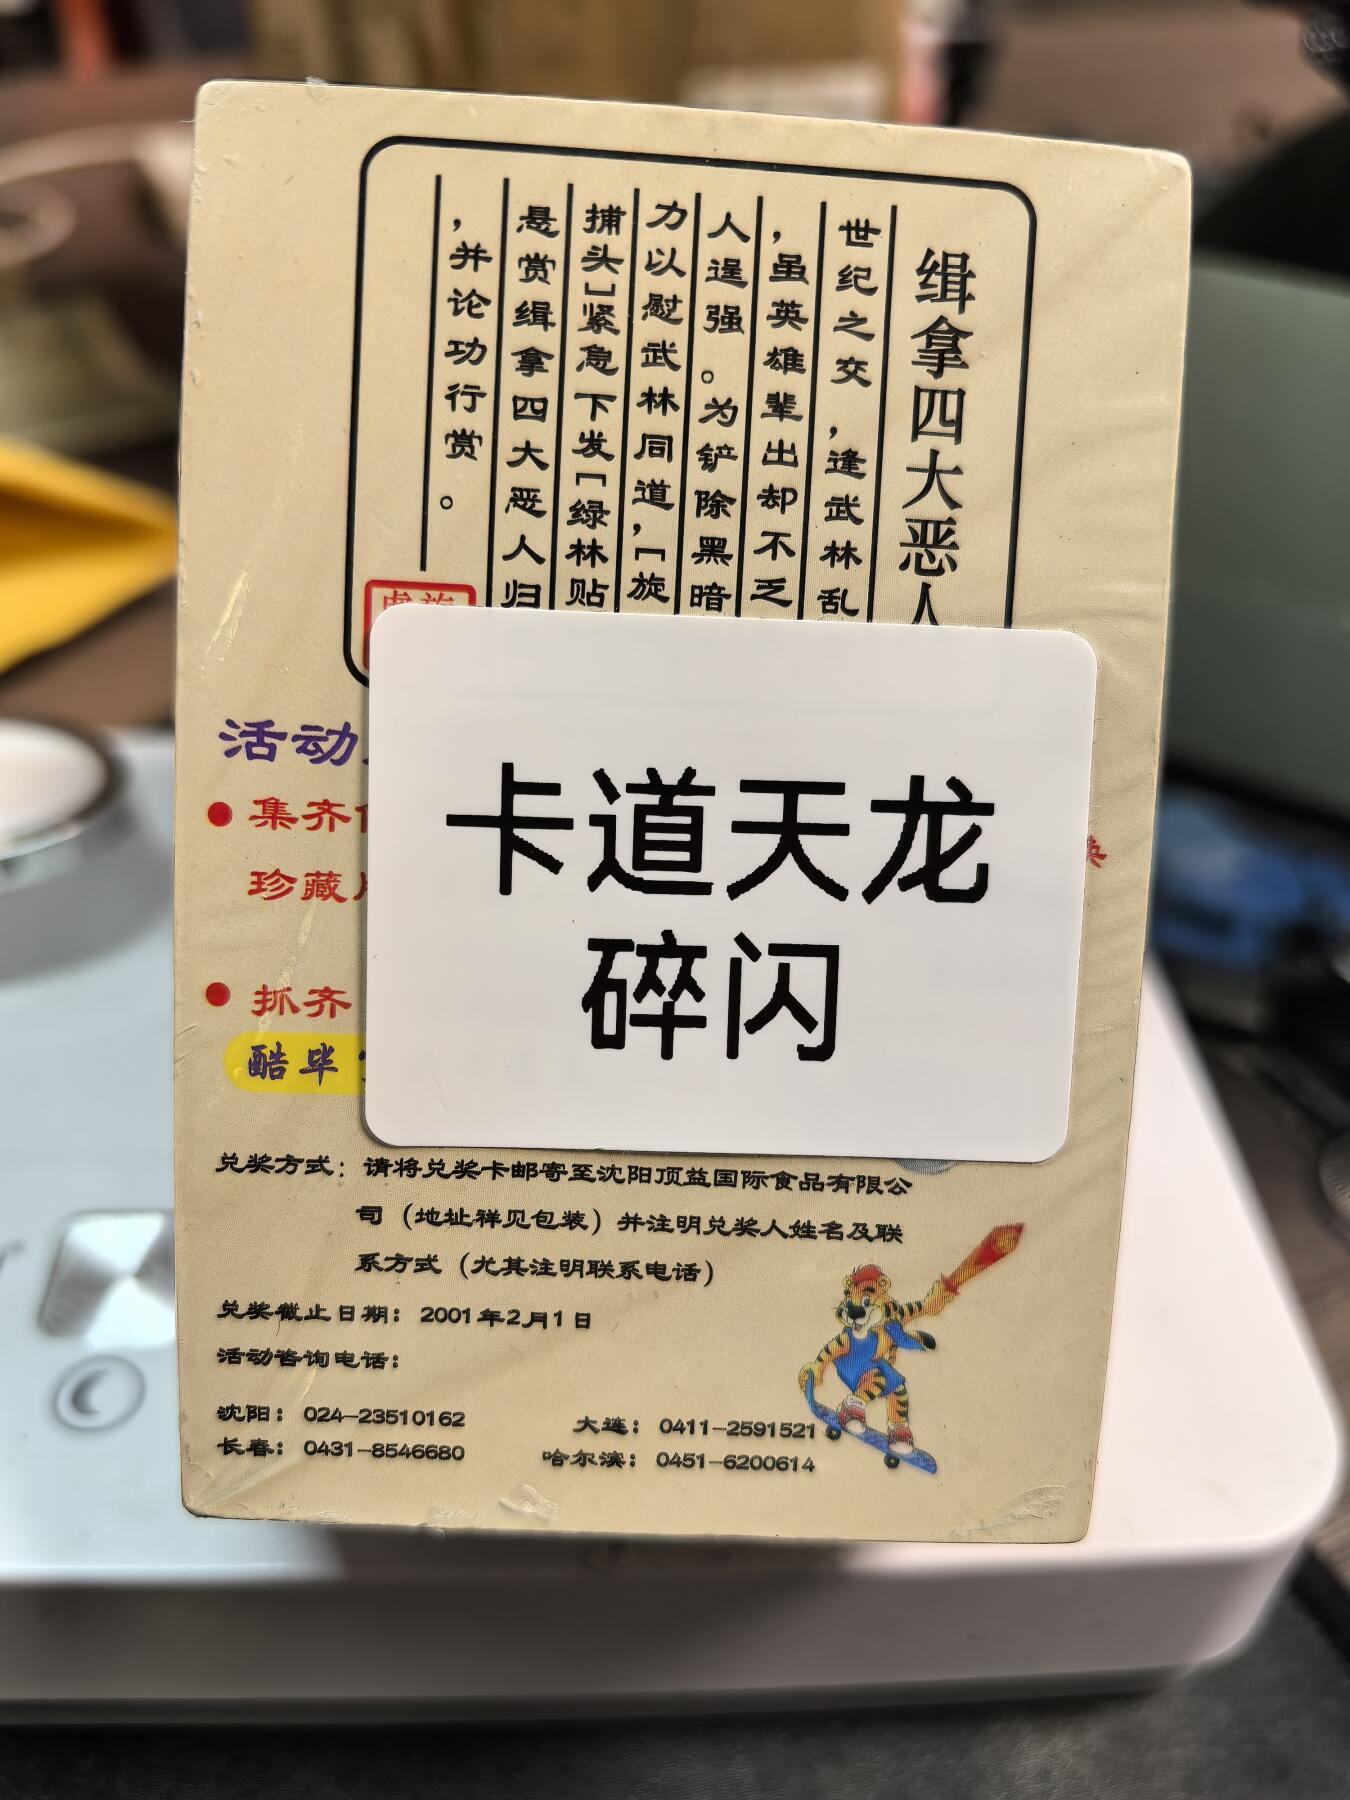 缉拿四大恶人
世纪之交，逢武林乱
，虽英雄辈出却不乏
人逞强。为铲除黑暗
力以慰武林同道，「旋
捕头」紧急下发「绿林贴
悬赏缉拿四大恶人归
，并论功行赏。
活动
集齐
珍藏
抓齐
酷毕
卡道天龙
碎闪
兑奖方式：请将兑奖卡邮寄至沈阳顶益国际食品有限公
司（地址祥见包装）并注明兑奖人姓名及联
系方式（尤其注明联系电话）
兑奖截止日期：2001年2月1日
活动咨询电话：
沈阳：024-23510162 大连：0411-2591521
长春：0431-8546680 哈尔滨：0451-6200614